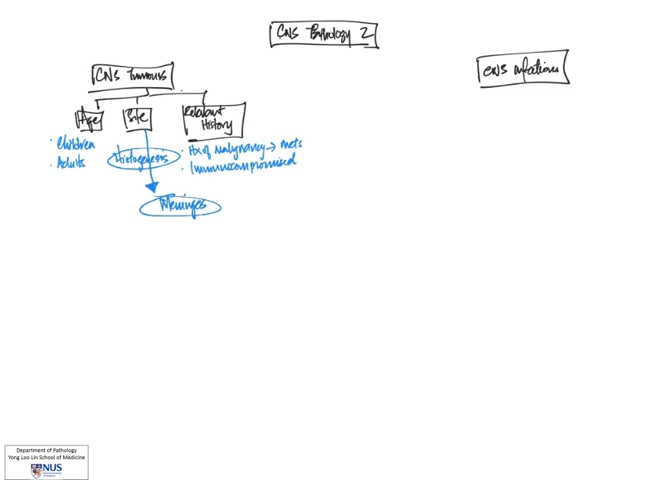 CNS Pathology 2
CNS Tumours
CNS Infections
Age
Site
Relevant
History
· Children
· Adults
Histogenesis
· Hx of malignancy → mets
· Immunocompromised
Meninges
Department of Pathology
Yong Loo Lin School of Medicine
NUS